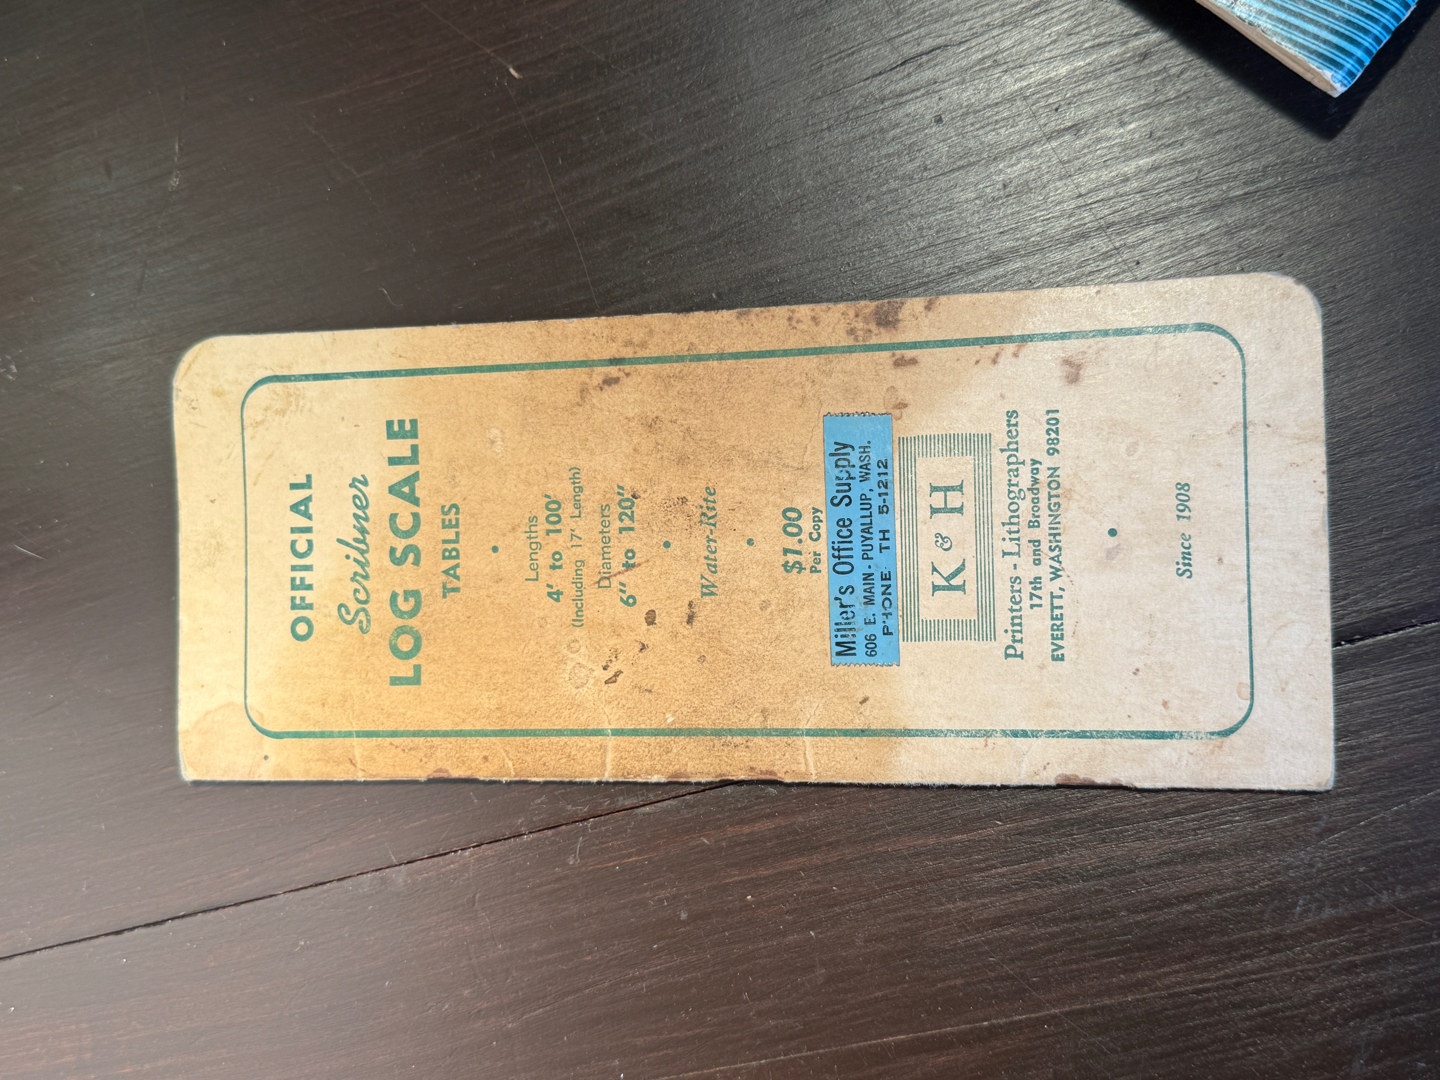 OFFICIAL
Scribner
LOG SCALE
TABLES
Lengths
4' to 100'
(Including 17' Length)
Diameters
6" to 120"
Water-Rite
$1.00
Per Copy
Miller's Office Supply
606 E. MAIN - PUYALLUP, WASH.
PHONE TH 5-1212
K & H
Printers - Lithographers
17th and Broadway
EVERETT, WASHINGTON 98201
Since 1908